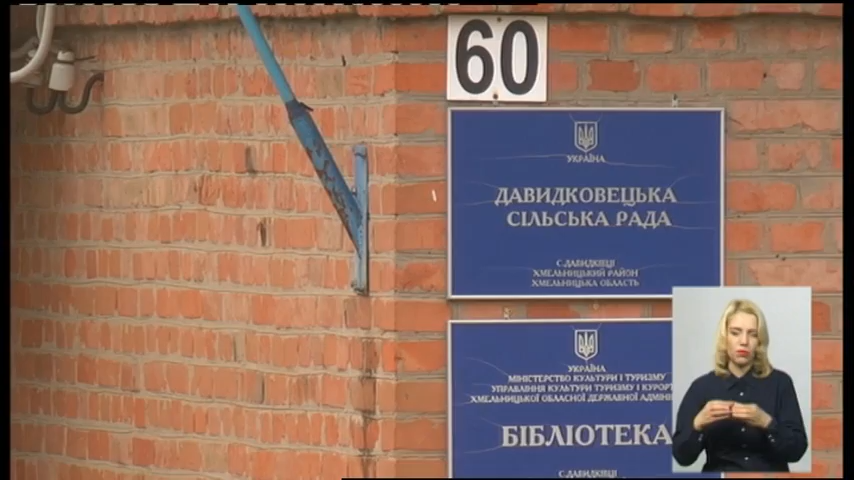 60
УКРАЇНА
ДАВИДКОВЕЦЬКА
СІЛЬСЬКА РАДА
С.ДАВИДКІВЦІ
ХМЕЛЬНИЦЬКИЙ РАЙОН
ХМЕЛЬНИЦЬКА ОБЛАСТЬ
УКРАЇНА
МІНІСТЕРСТВО КУЛЬТУРИ І ТУРИЗМУ
УПРАВЛІННЯ КУЛЬТУРИ ТУРИЗМУ І КУРОРТ
ХМЕЛЬНИЦЬКОЇ ОБЛАСНОЇ ДЕРЖАВНОЇ АДМІН
БІБЛІОТЕКА
С.ДАВИДКІВЦІ